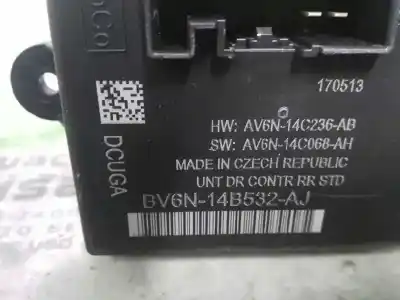 oCo
170513
HW: AV6N-14C236-AB
SW: AV6N-14C068-AH
MADE IN CZECH REPUBLIC
UNT DR CONTR RR STD
BV6N-14B532-AJ
DCUGA